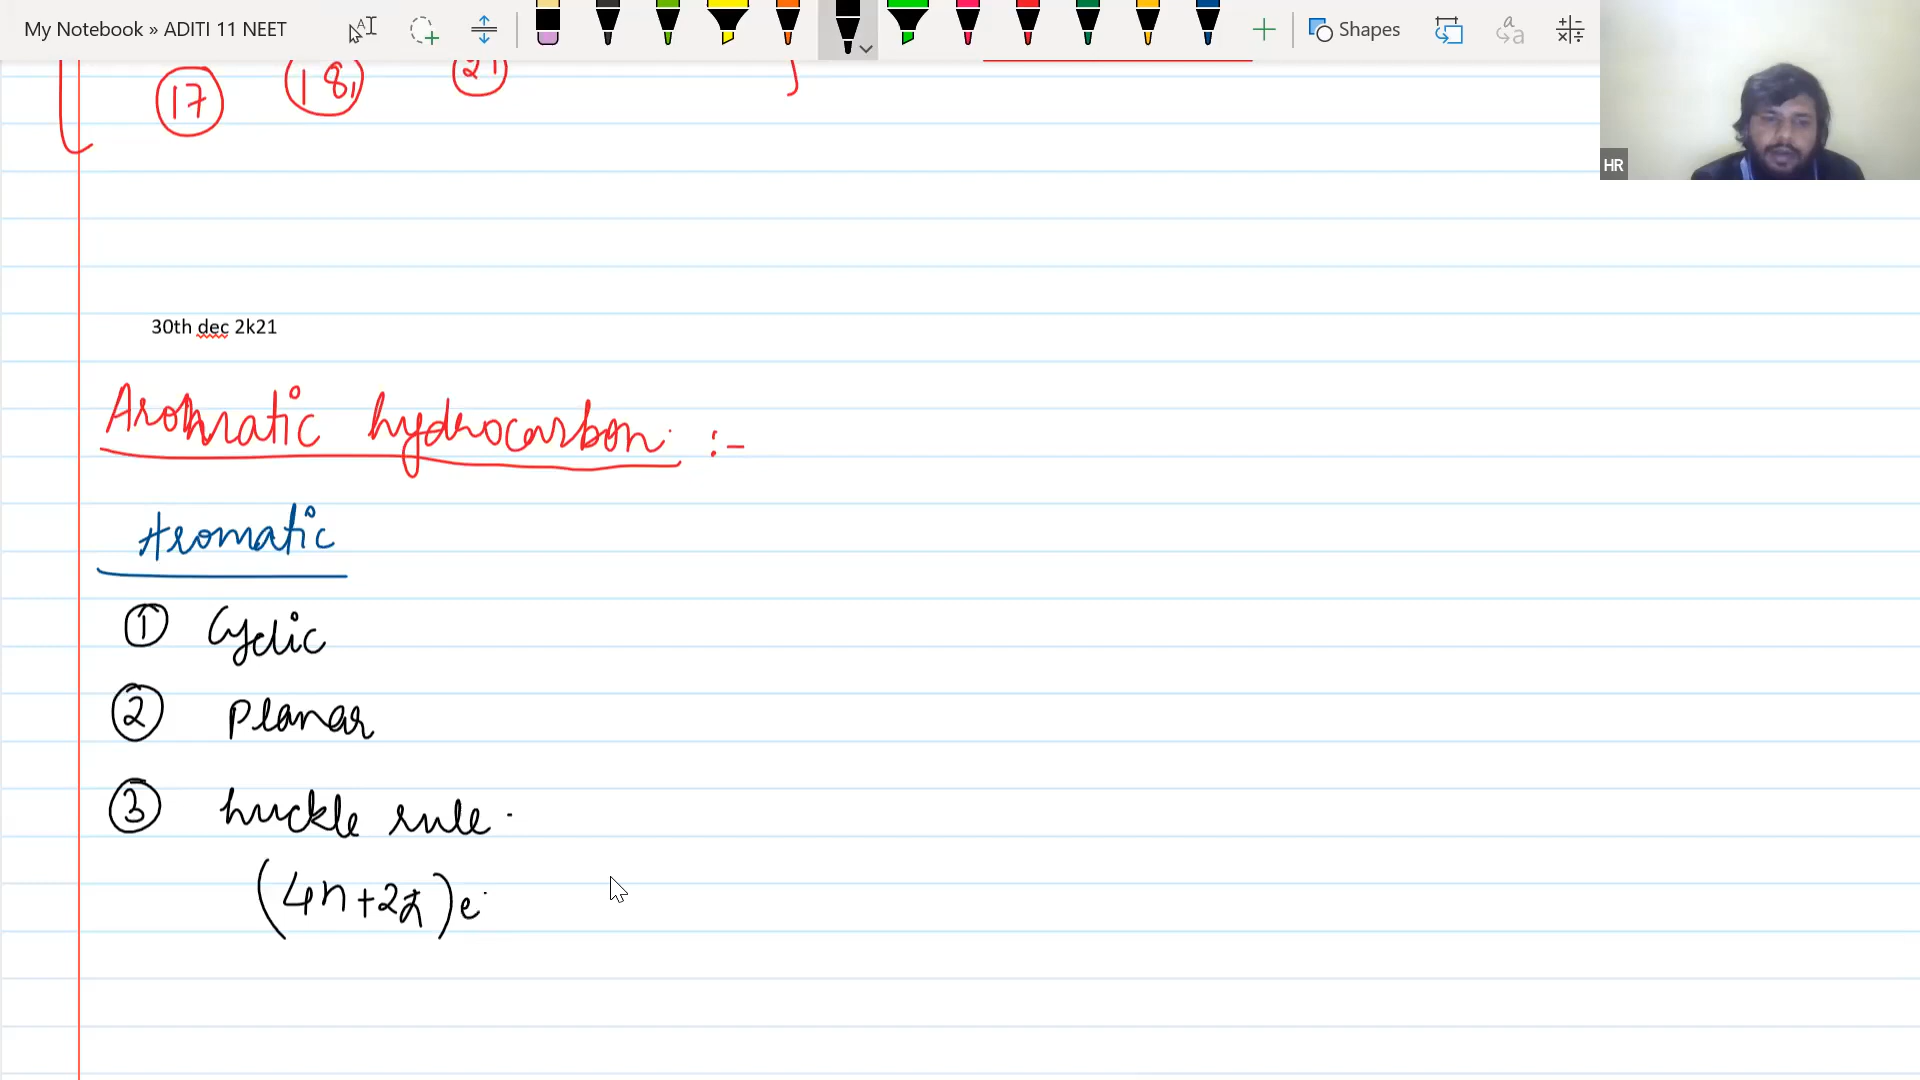 My Notebook » ADITI 11 NEET
Shapes
17 18, 21
HR
30th dec 2k21
Aromatic hydrocarbon :-
Aromatic
① Cyclic
② Planar
③ huckle rule.
(4n+2π)e-